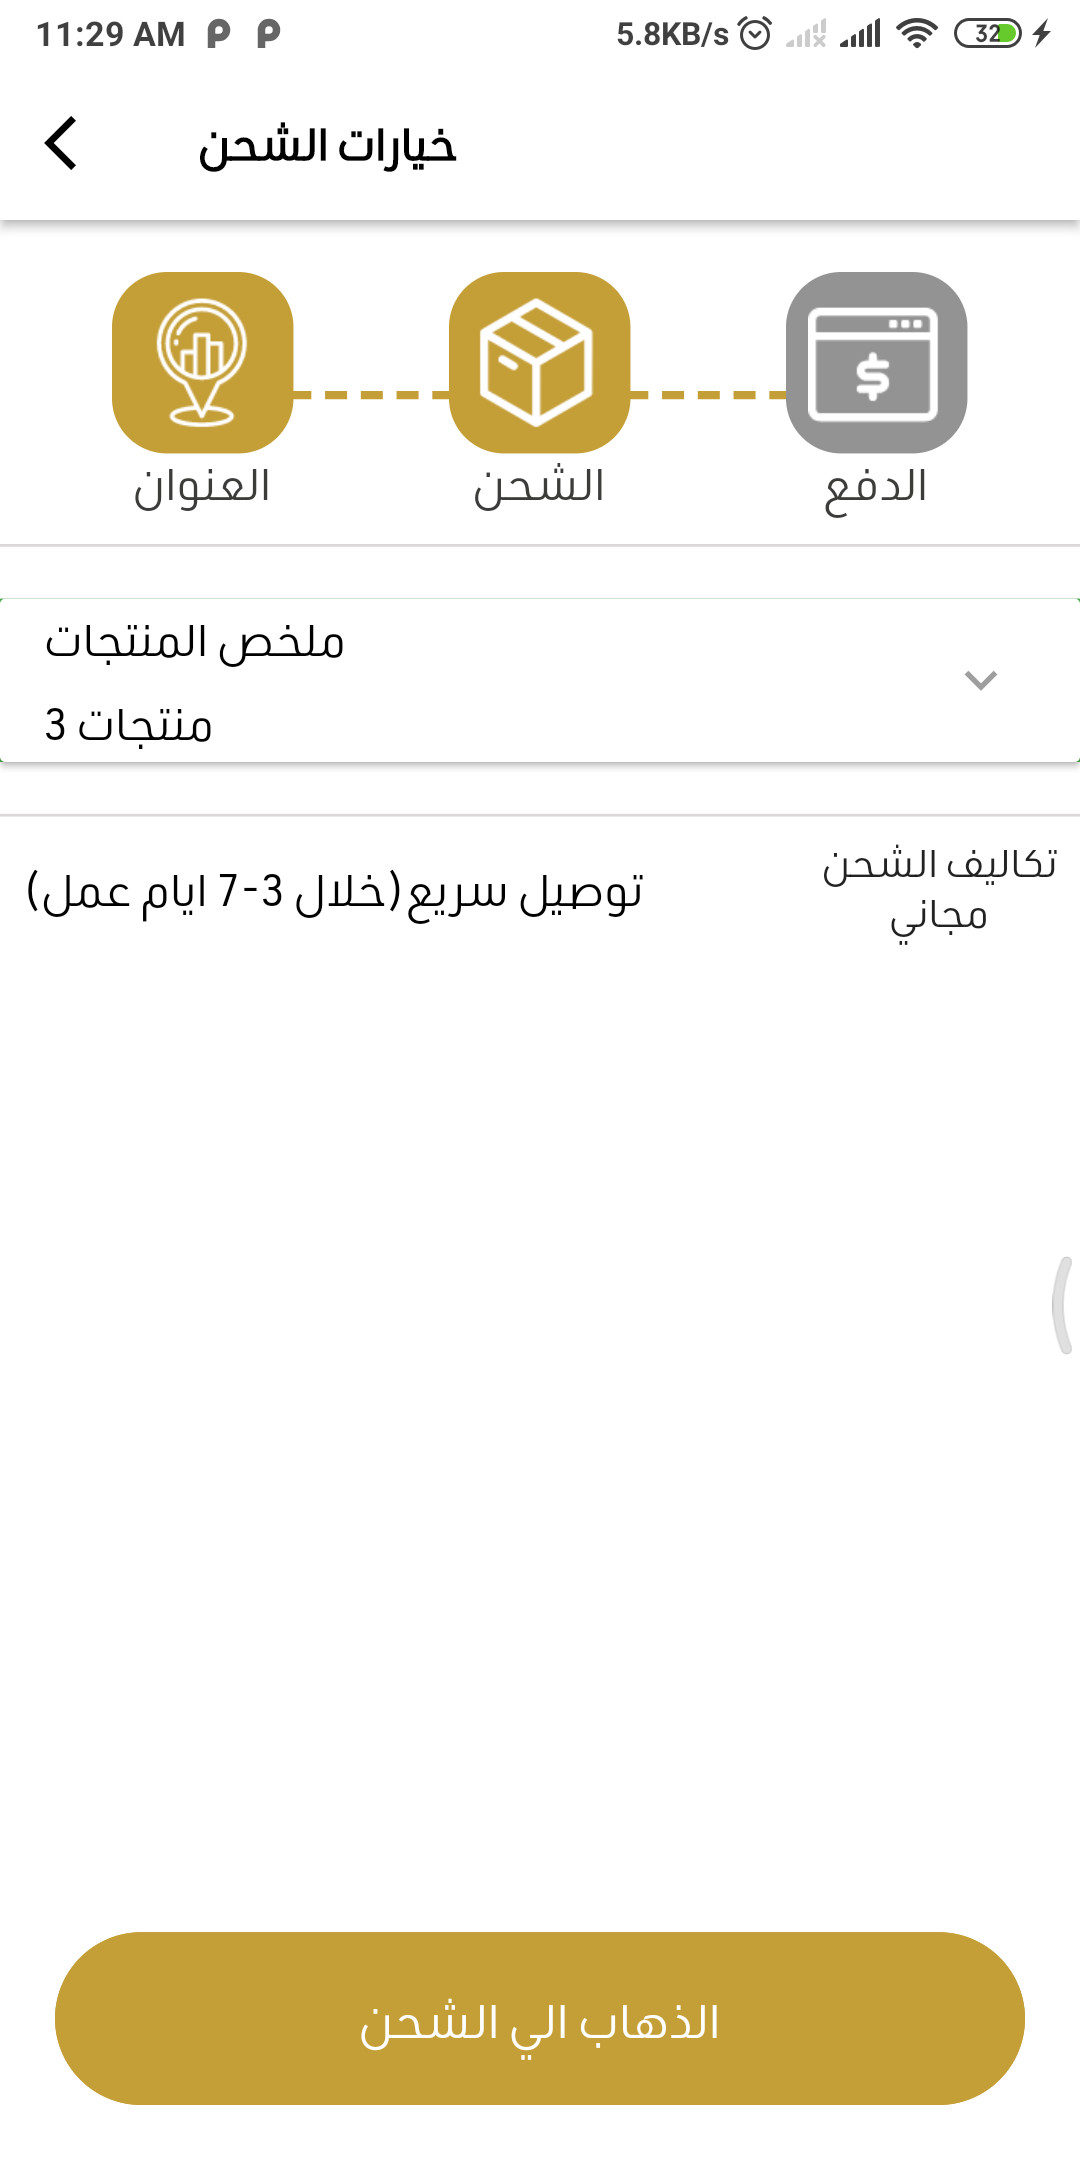 11:29 AM
5.8KB/s
32
خيارات الشحن
العنوان
الشحن
الدفع
$
ملخص المنتجات
منتجات 3
توصيل سريع(خلال 3-7 ايام عمل)
تكاليف الشحن
مجاني
الذهاب الي الشحن